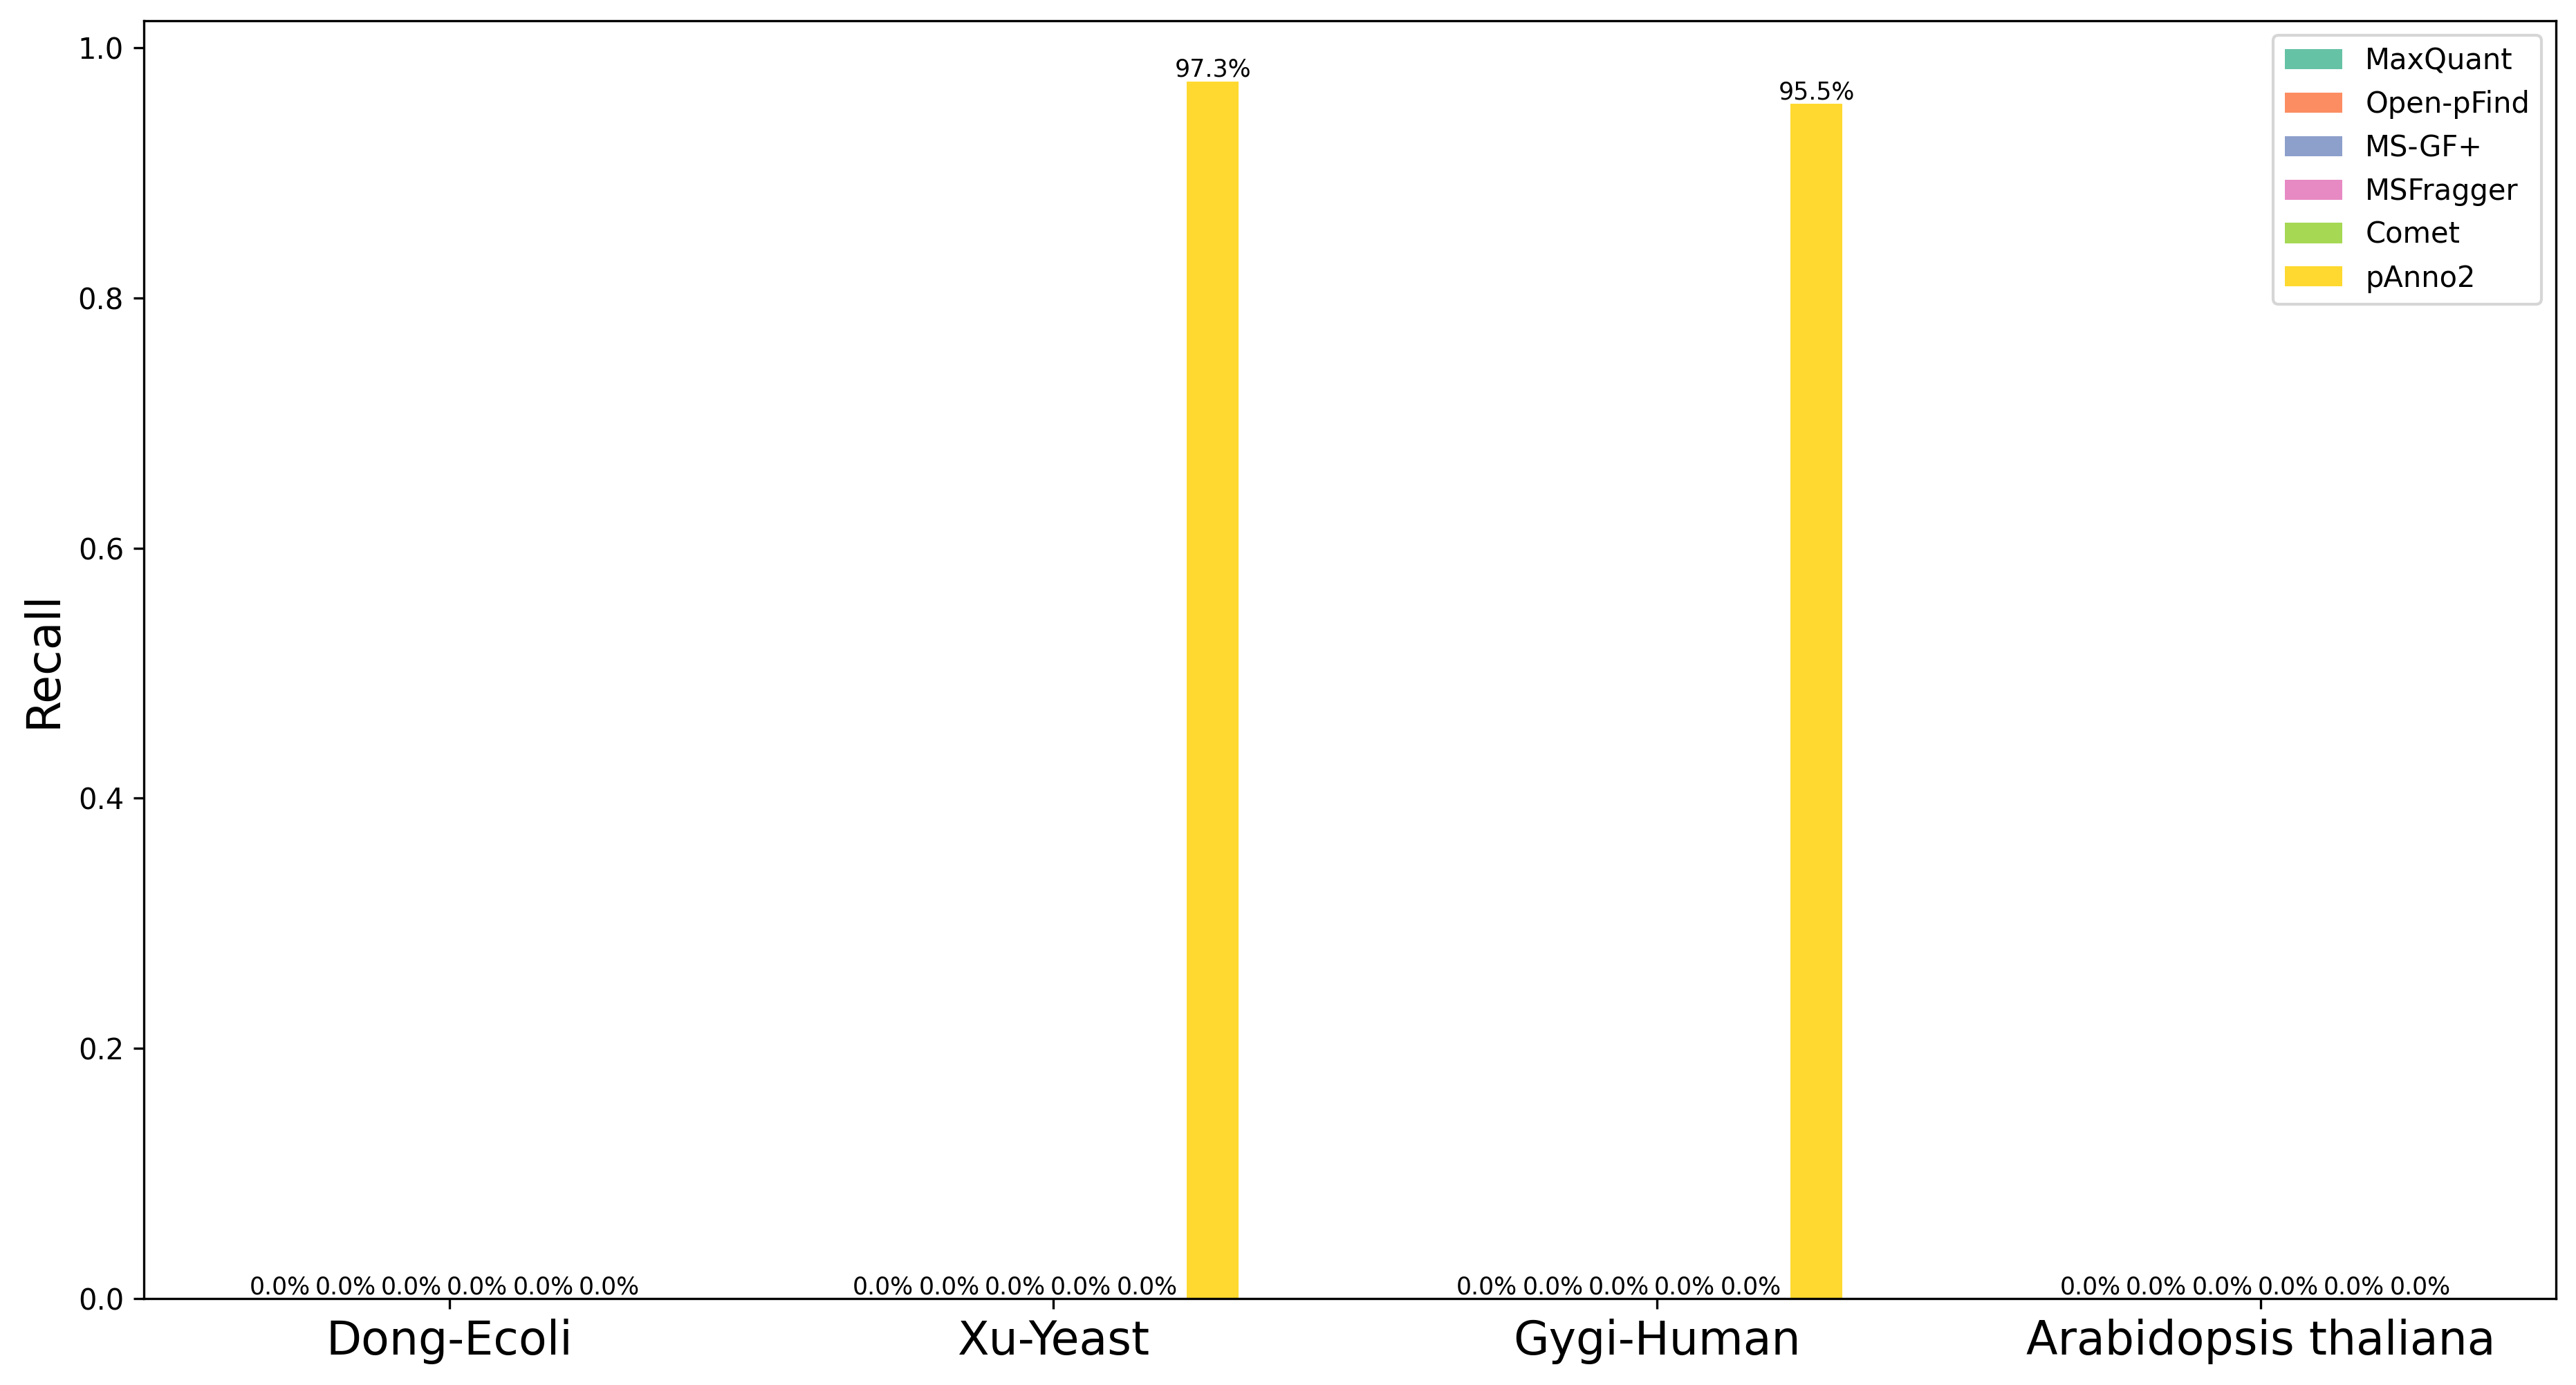 97.3%
95.5%
MaxQuant
Open-pFind
MS-GF+
MSFragger
Comet
pAnno2
1.0
0.8
0.6
0.4
0.2
0.0
Recall
0.0% 0.0% 0.0% 0.0% 0.0% 0.0%
0.0% 0.0% 0.0% 0.0% 0.0%
0.0% 0.0% 0.0% 0.0% 0.0%
0.0% 0.0% 0.0% 0.0% 0.0% 0.0%
Dong-Ecoli
Xu-Yeast
Gygi-Human
Arabidopsis thaliana